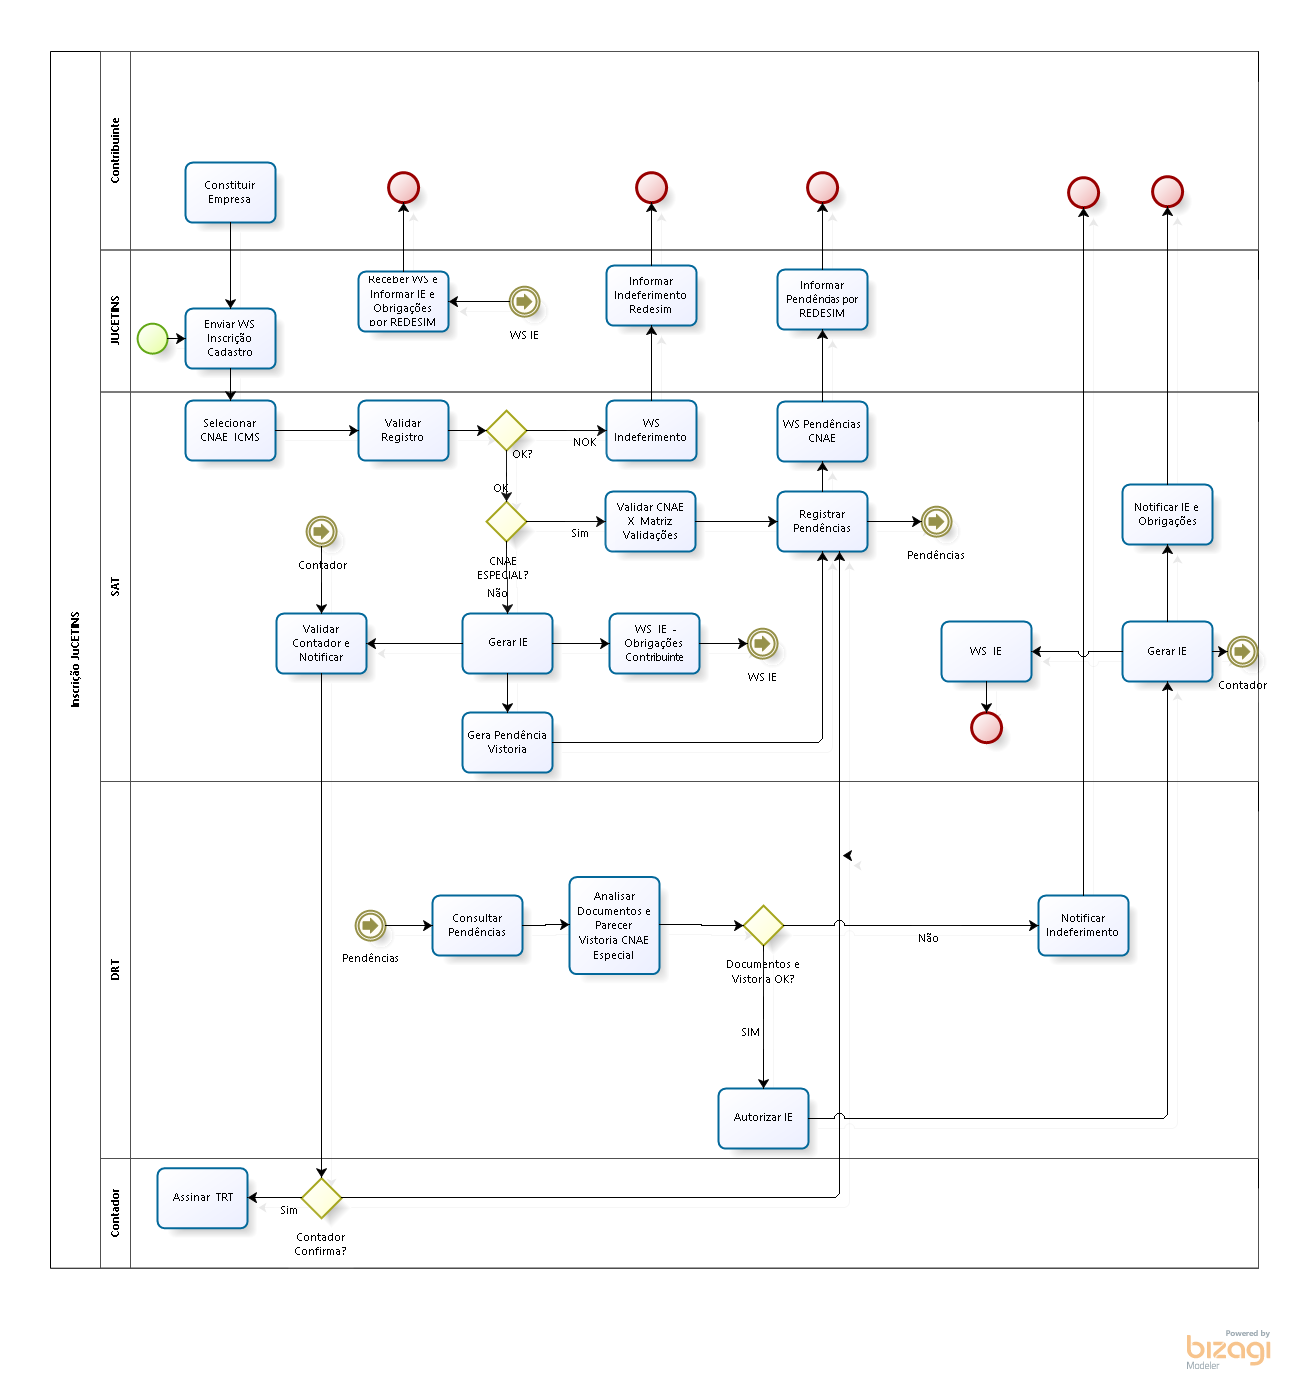 Inscrição JuCETINS
Contribuinte
Constituir
Empresa
JUCETINS
Enviar WS
Inscrição
Cadastro
Receber WS e
Informar IE e
Obrigações
por REDESIM
WS IE
Informar
Indeferimento
Redesim
Informar
Pendências por
REDESIM
SAT
Selecionar
CNAE ICMS
Validar
Registro
OK?
NOK
OK
WS
Indeferimento
WS Pendências
CNAE
CNAE
ESPECIAL?
Sim
Não
Validar CNAE
X Matriz
Validações
Registrar
Pendências
Pendências
Notificar IE e
Obrigações
Contador
Validar
Contador e
Notificar
Gerar IE
WS IE -
Obrigações
Contribuinte
WS IE
WS IE
Gerar IE
Contador
Gera Pendência
Vistoria
DRT
Pendências
Consultar
Pendências
Analisar
Documentos e
Parecer
Vistoria CNAE
Especial
Documentos e
Vistoria OK?
Não
SIM
Notificar
Indeferimento
Autorizar IE
Contador
Assinar TRT
Sim
Contador
Confirma?
Powered by
bizagi
Modeler